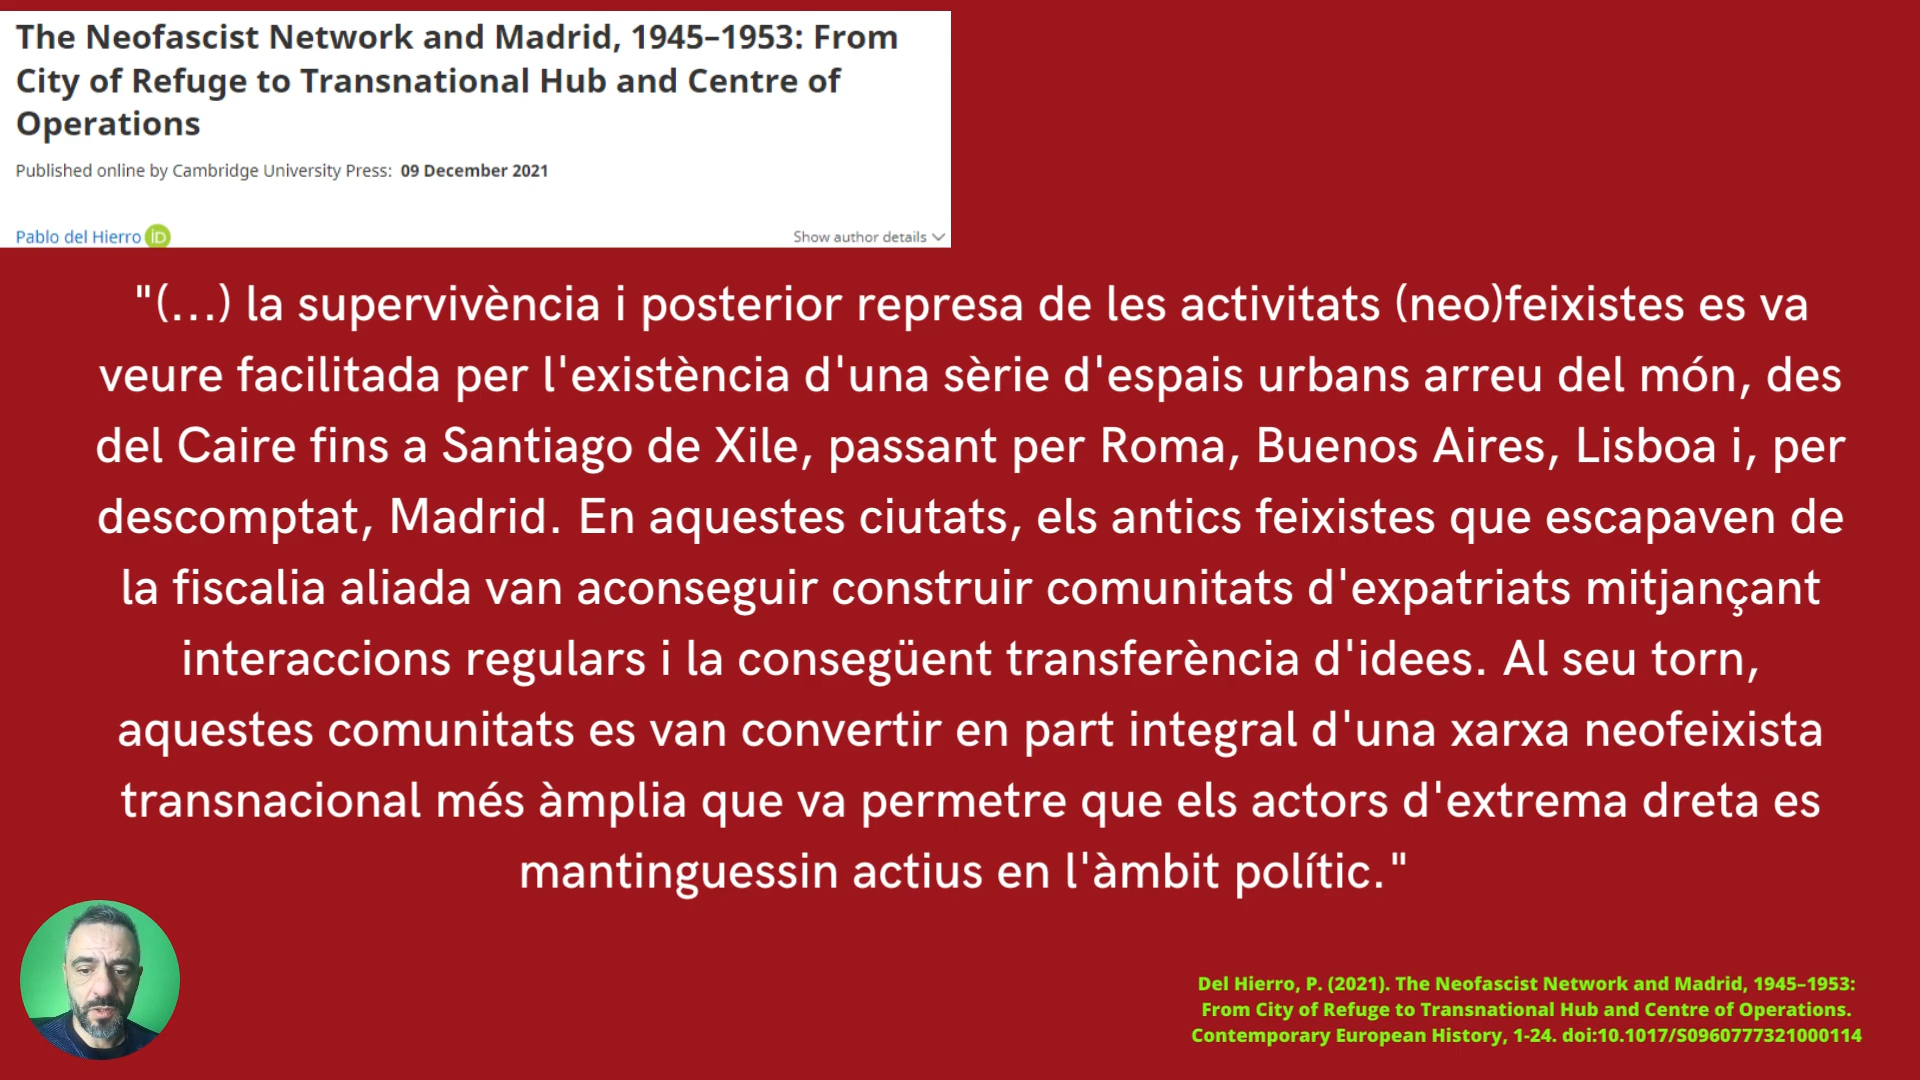 The Neofascist Network and Madrid, 1945–1953: From
City of Refuge to Transnational Hub and Centre of
Operations
Published online by Cambridge University Press: 09 December 2021
Pablo del Hierro iD
Show author details
"(...) la supervivència i posterior represa de les activitats (neo)feixistes es va
veure facilitada per l'existència d'una sèrie d'espais urbans arreu del món, des
del Caire fins a Santiago de Xile, passant per Roma, Buenos Aires, Lisboa i, per
descomptat, Madrid. En aquestes ciutats, els antics feixistes que escapaven de
la fiscalia aliada van aconseguir construir comunitats d'expatriats mitjançant
interaccions regulars i la consegüent transferència d'idees. Al seu torn,
aquestes comunitats es van convertir en part integral d'una xarxa neofeixista
transnacional més àmplia que va permetre que els actors d'extrema dreta es
mantinguessin actius en l'àmbit polític."
Del Hierro, P. (2021). The Neofascist Network and Madrid, 1945–1953:
From City of Refuge to Transnational Hub and Centre of Operations.
Contemporary European History, 1-24. doi:10.1017/S0960777321000114